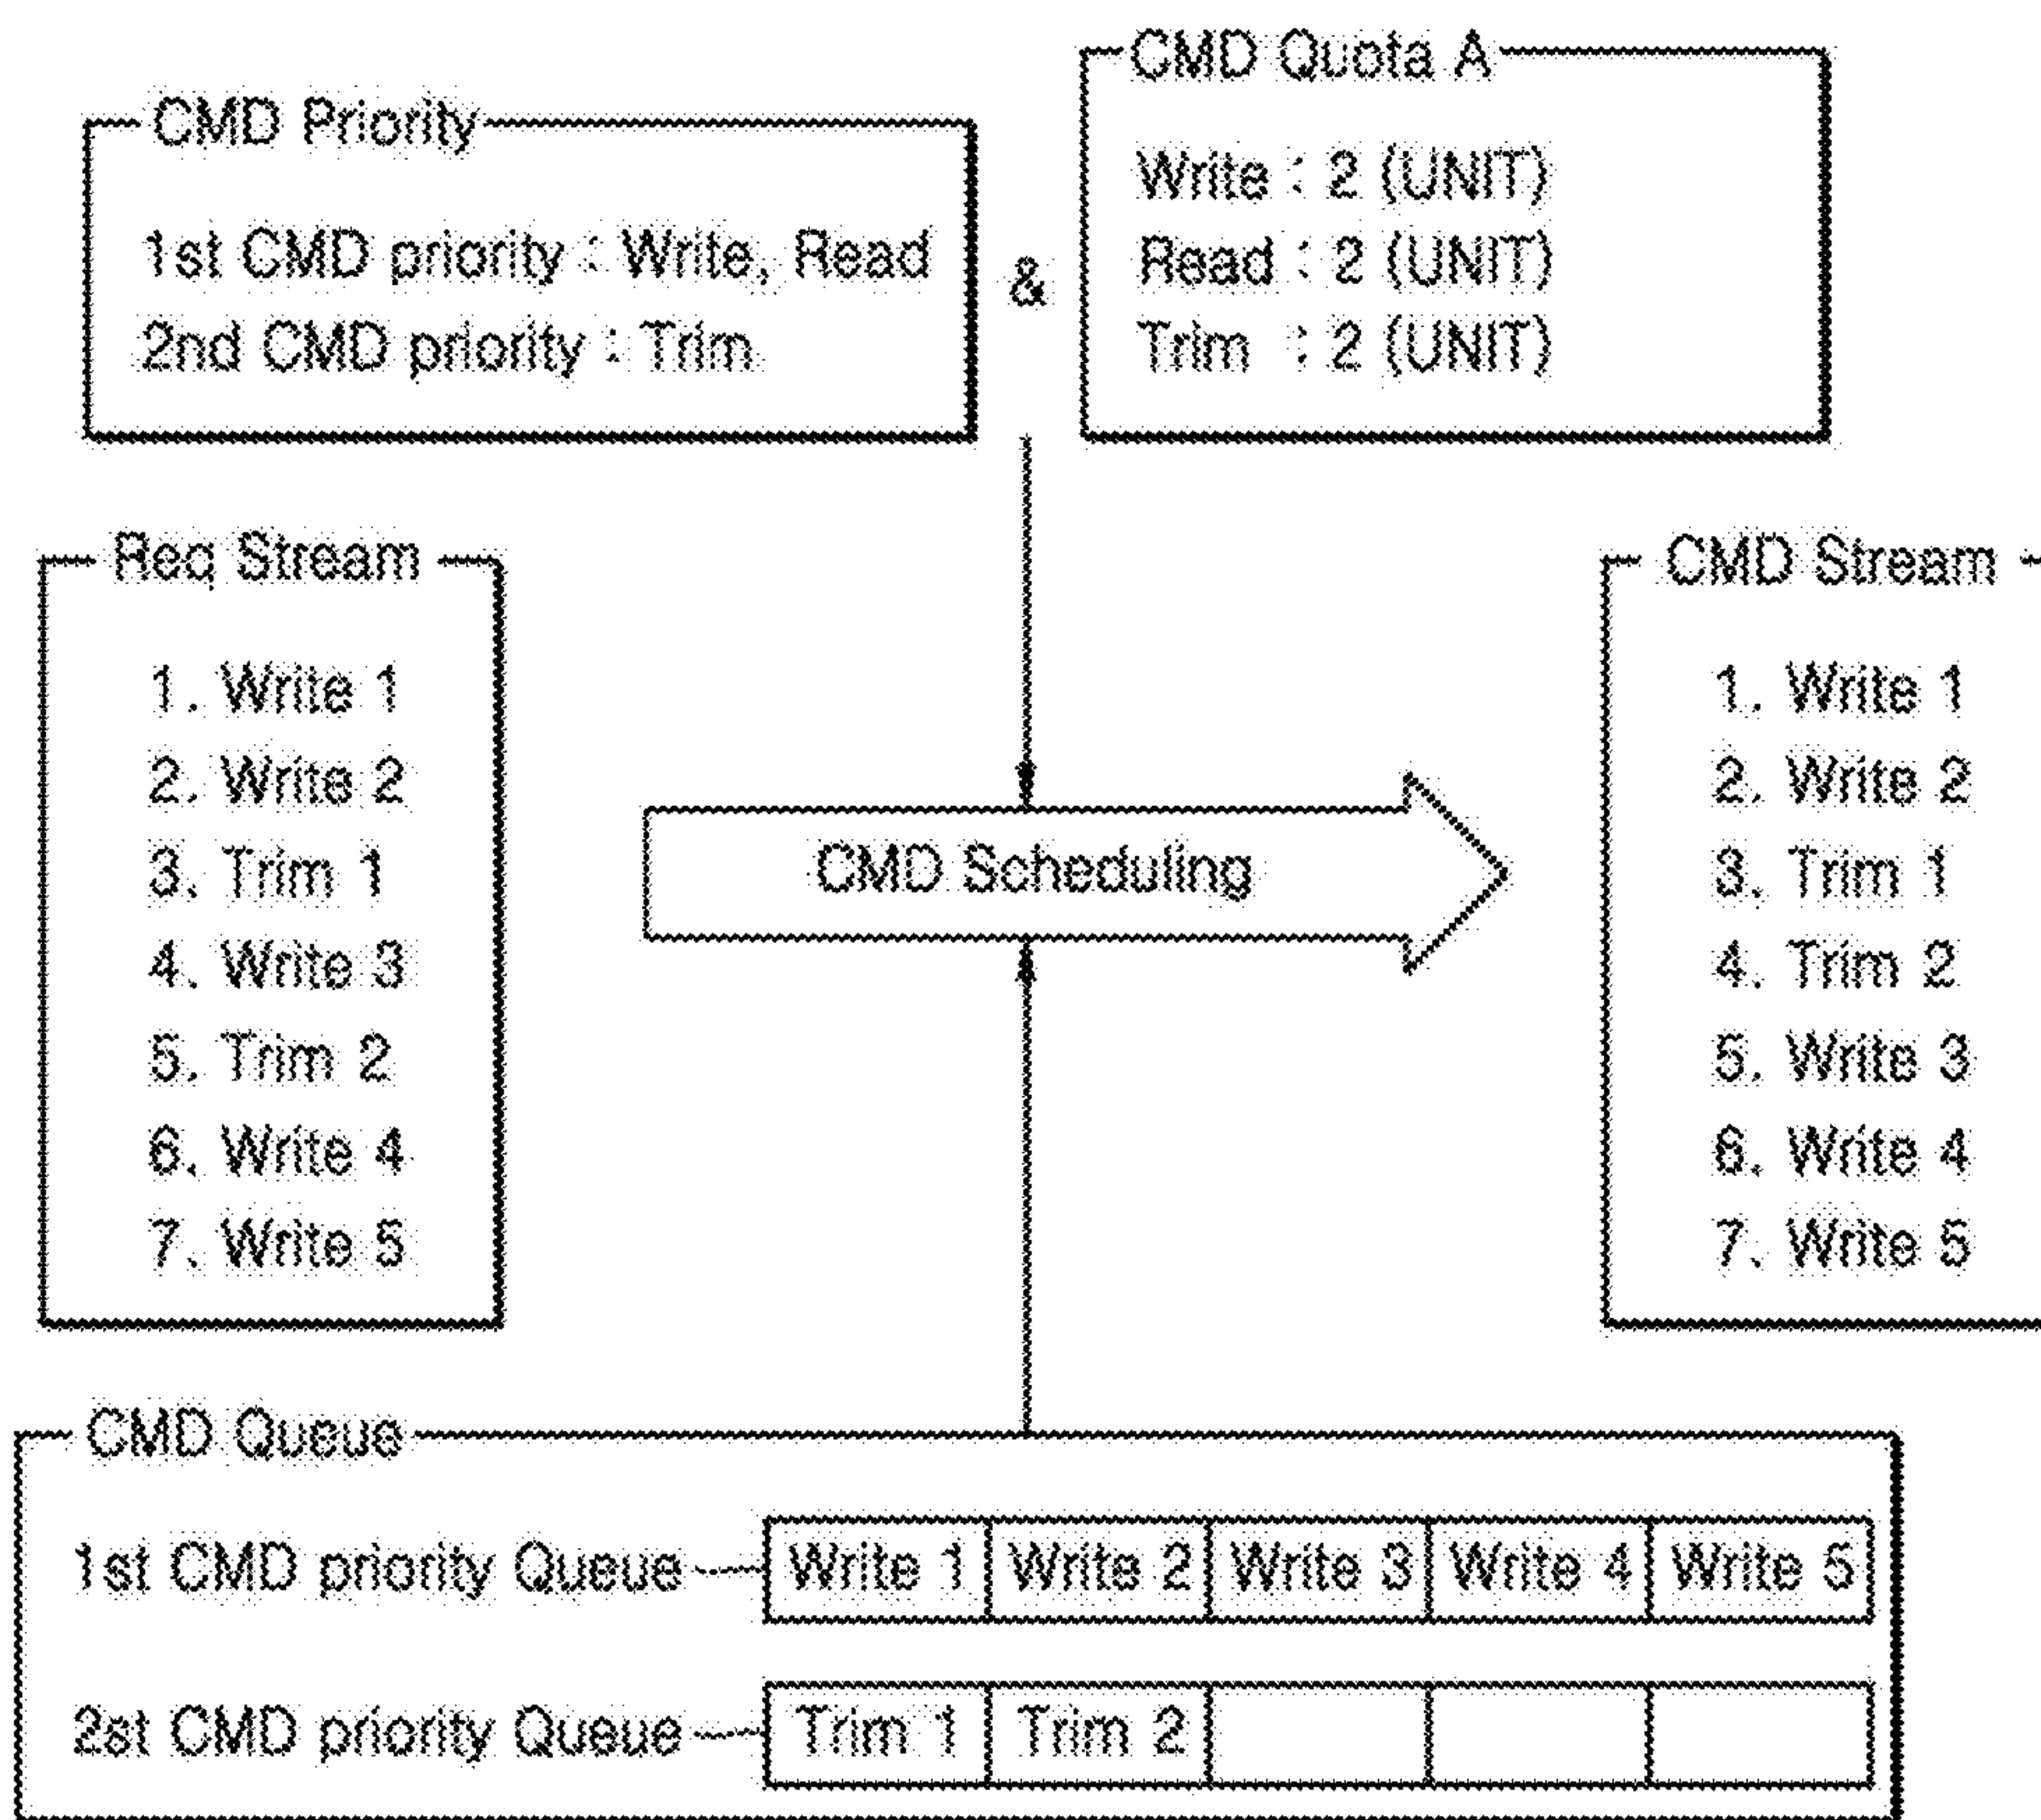 CMD Priority
1st CMD priority : Write, Read
2nd CMD priority : Trim
&
CMD Quota A
Write : 2 (UNIT)
Read : 2 (UNIT)
Trim : 2 (UNIT)
Req Stream
1. Write 1
2. Write 2
3. Trim 1
4. Write 3
5. Trim 2
6. Write 4
7. Write 5
CMD Scheduling
CMD Stream
1. Write 1
2. Write 2
3. Trim 1
4. Trim 2
5. Write 3
6. Write 4
7. Write 5
CMD Queue
1st CMD priority Queue Write 1 Write 2 Write 3 Write 4 Write 5
2st CMD priority Queue Trim 1 Trim 2